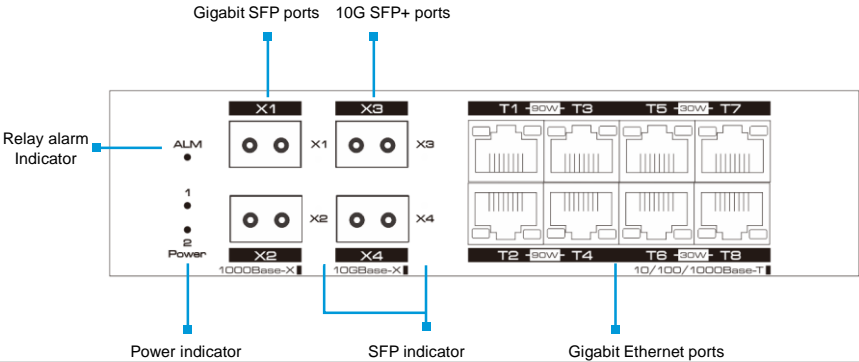 Gigabit SFP ports 10G SFP+ ports
X1 X3 T1 -90W- T3 T5 -30W- T7
Relay alarm
Indicator
ALM X1 X3
1
X2 X4
2
Power X2 X4 T2 -90W- T4 T6 -30W- T8
1000Base-X 10GBase-X 10/100/1000Base-T
Power indicator SFP indicator Gigabit Ethernet ports